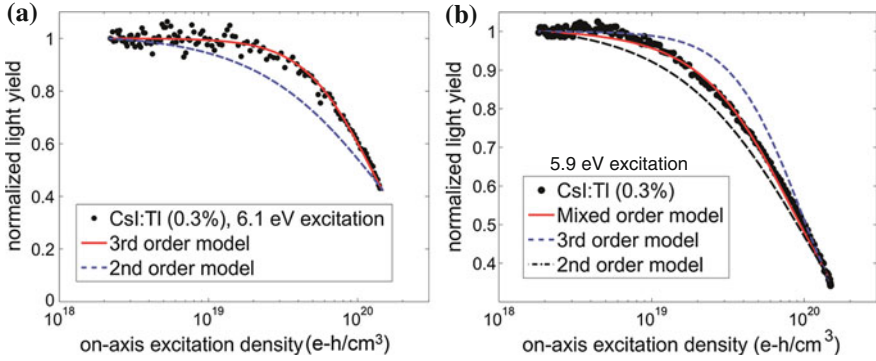 (a)
normalized light yield
1
0.8
0.6
0.4
0.2
0
CsI:Tl (0.3%), 6.1 eV excitation
3rd order model
2nd order model
10^18
10^19
10^20
on-axis excitation density (e-h/cm^3)
(b)
normalized light yield
1
0.9
0.8
0.7
0.6
0.5
0.4
5.9 eV excitation
CsI:Tl (0.3%)
Mixed order model
3rd order model
2nd order model
10^18
10^19
10^20
on-axis excitation density (e-h/cm^3)